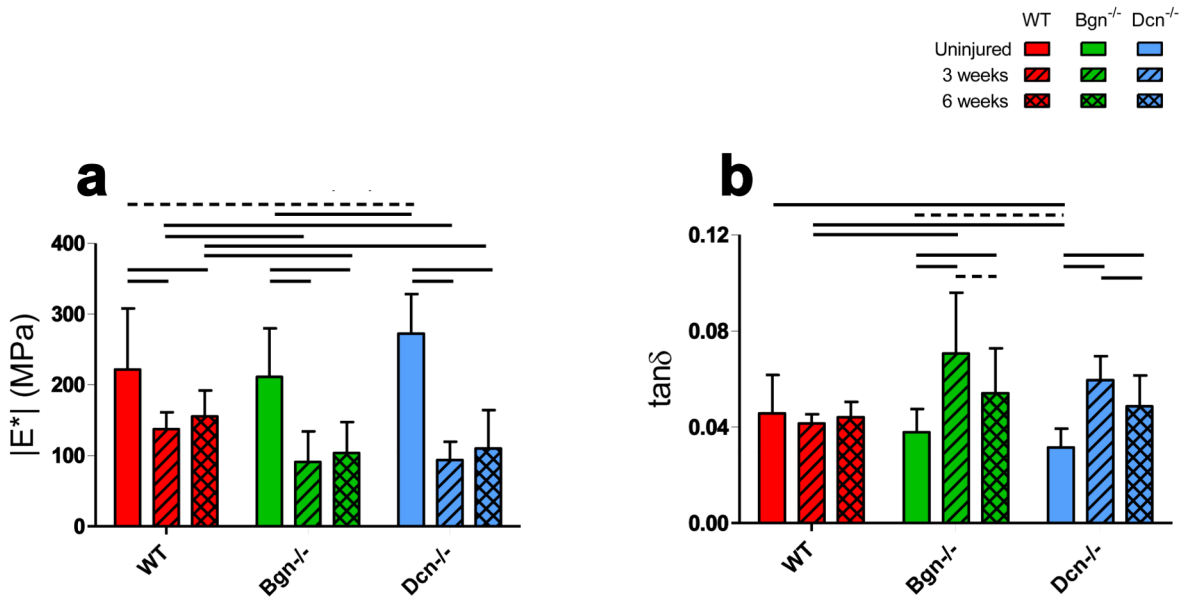 WT Bgn-/- Dcn-/-
Uninjured
3 weeks
6 weeks
a
|E*| (MPa)
400
300
200
100
0
WT
Bgn-/-
Dcn-/-
b
tanδ
0.12
0.08
0.04
0.00
WT
Bgn-/-
Dcn-/-